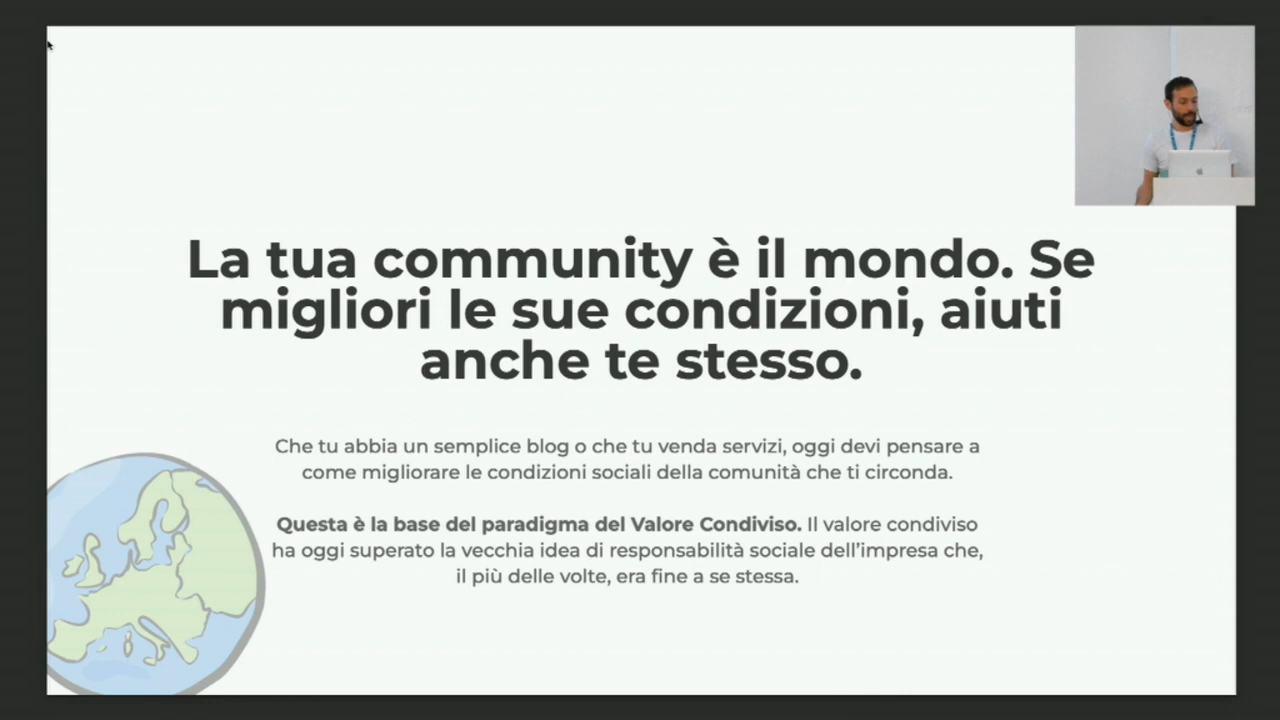 La tua community è il mondo. Se
migliori le sue condizioni, aiuti
anche te stesso.
Che tu abbia un semplice blog o che tu venda servizi, oggi devi pensare a
come migliorare le condizioni sociali della comunità che ti circonda.
Questa è la base del paradigma del Valore Condiviso. Il valore condiviso
ha oggi superato la vecchia idea di responsabilità sociale dell'impresa che,
il più delle volte, era fine a se stessa.